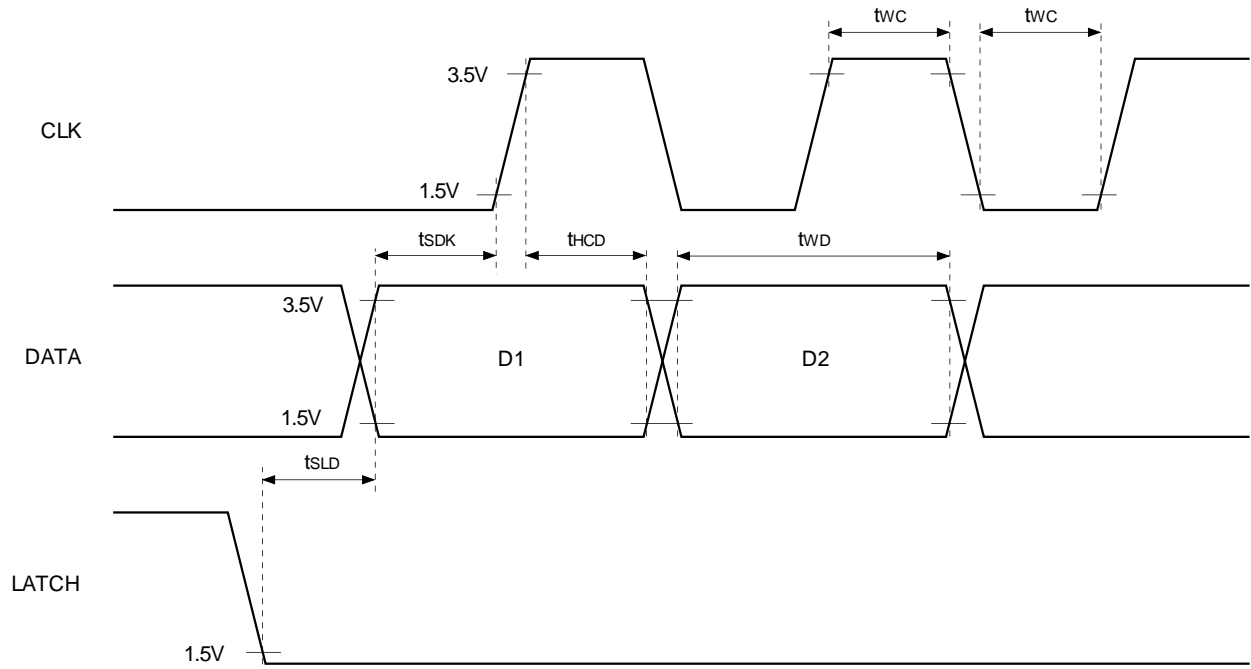 tWC
tWC
3.5V
CLK
1.5V
tSDK
tHCD
tWD
3.5V
DATA
D1
D2
1.5V
tSLD
LATCH
1.5V